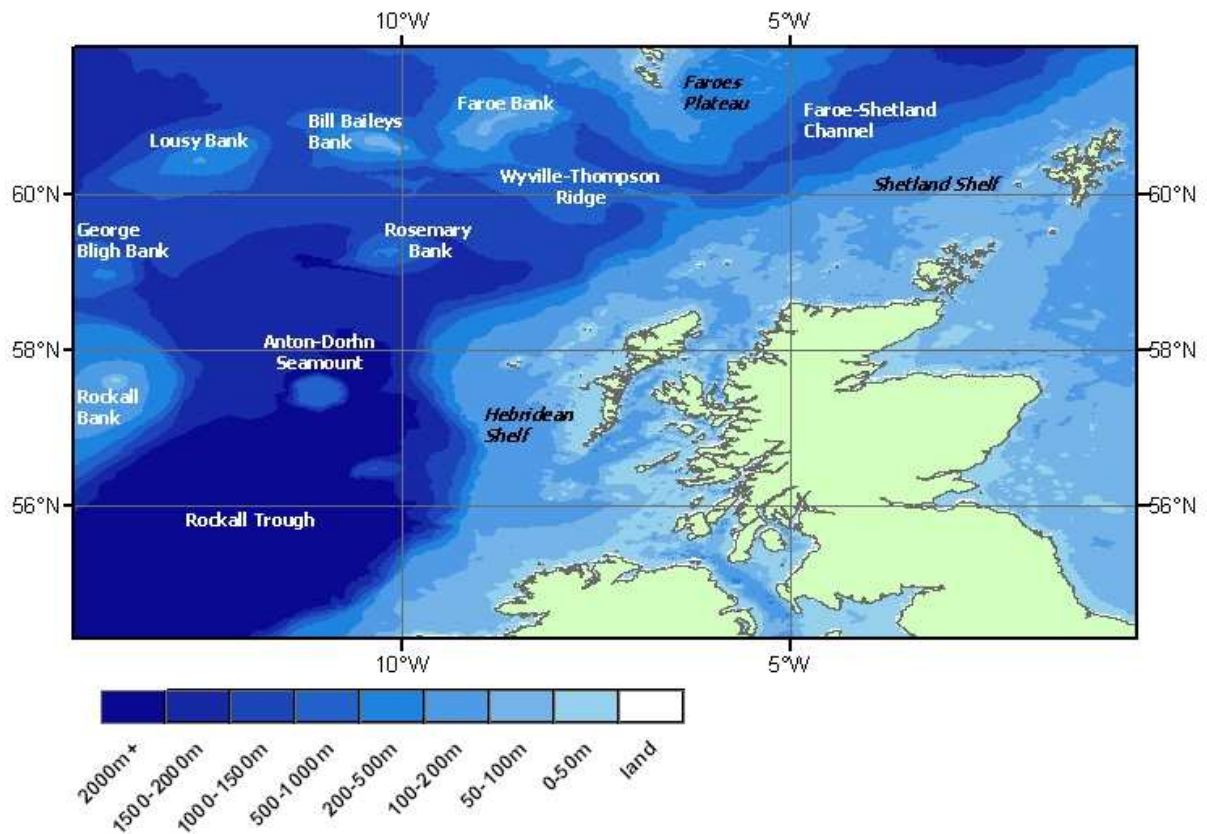 10°W
5°W
Faroes
Plateau
Faroe Bank
Faroe-Shetland
Channel
Bill Baileys
Bank
Lousy Bank
Wyville-Thompson
Ridge
Shetland Shelf
60°N
60°N
George
Bligh Bank
Rosemary
Bank
58°N
58°N
Anton-Dorhn
Seamount
Rockall
Bank
Hebridean
Shelf
56°N
56°N
Rockall Trough
10°W
5°W
2000m+
1500-2000m
1000-1500m
500-1000m
200-500m
100-200m
50-100m
0-50m
land